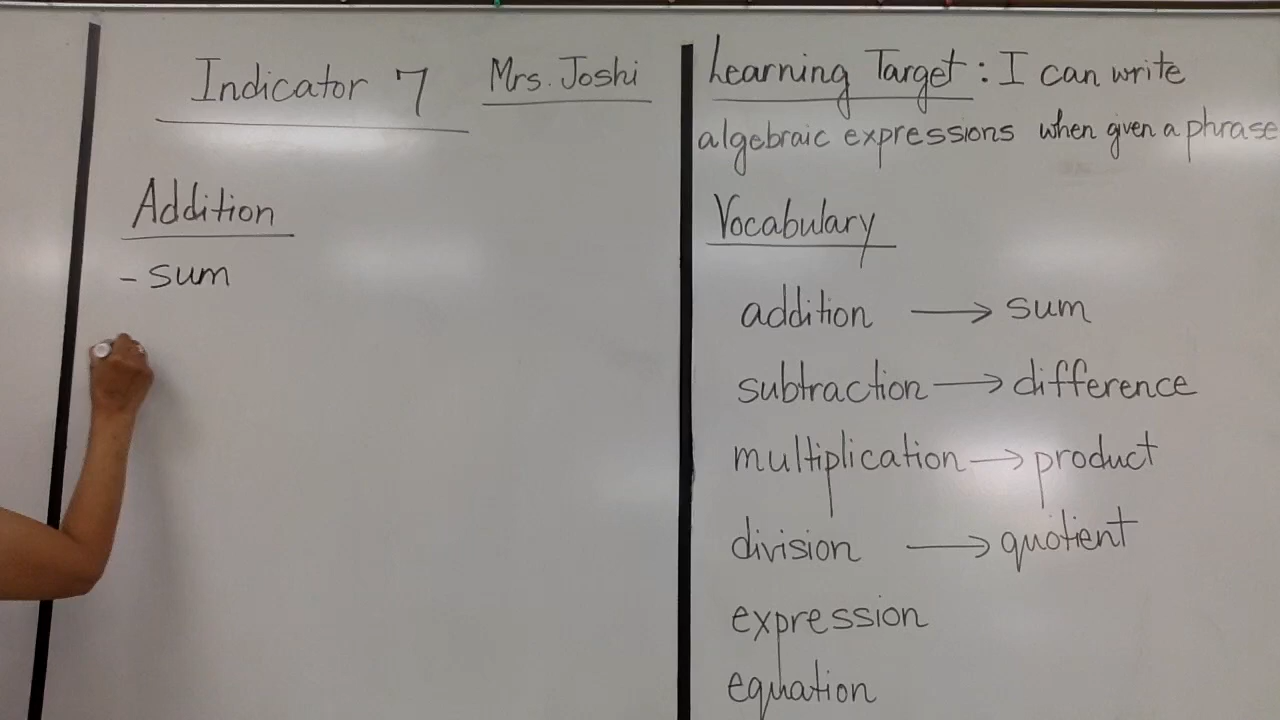 Indicator 7 Mrs. Joshi
Addition
- sum
Learning Target : I can write
algebraic expressions when given a phrase
Vocabulary
addition → sum
subtraction → difference
multiplication → product
division → quotient
expression
equation